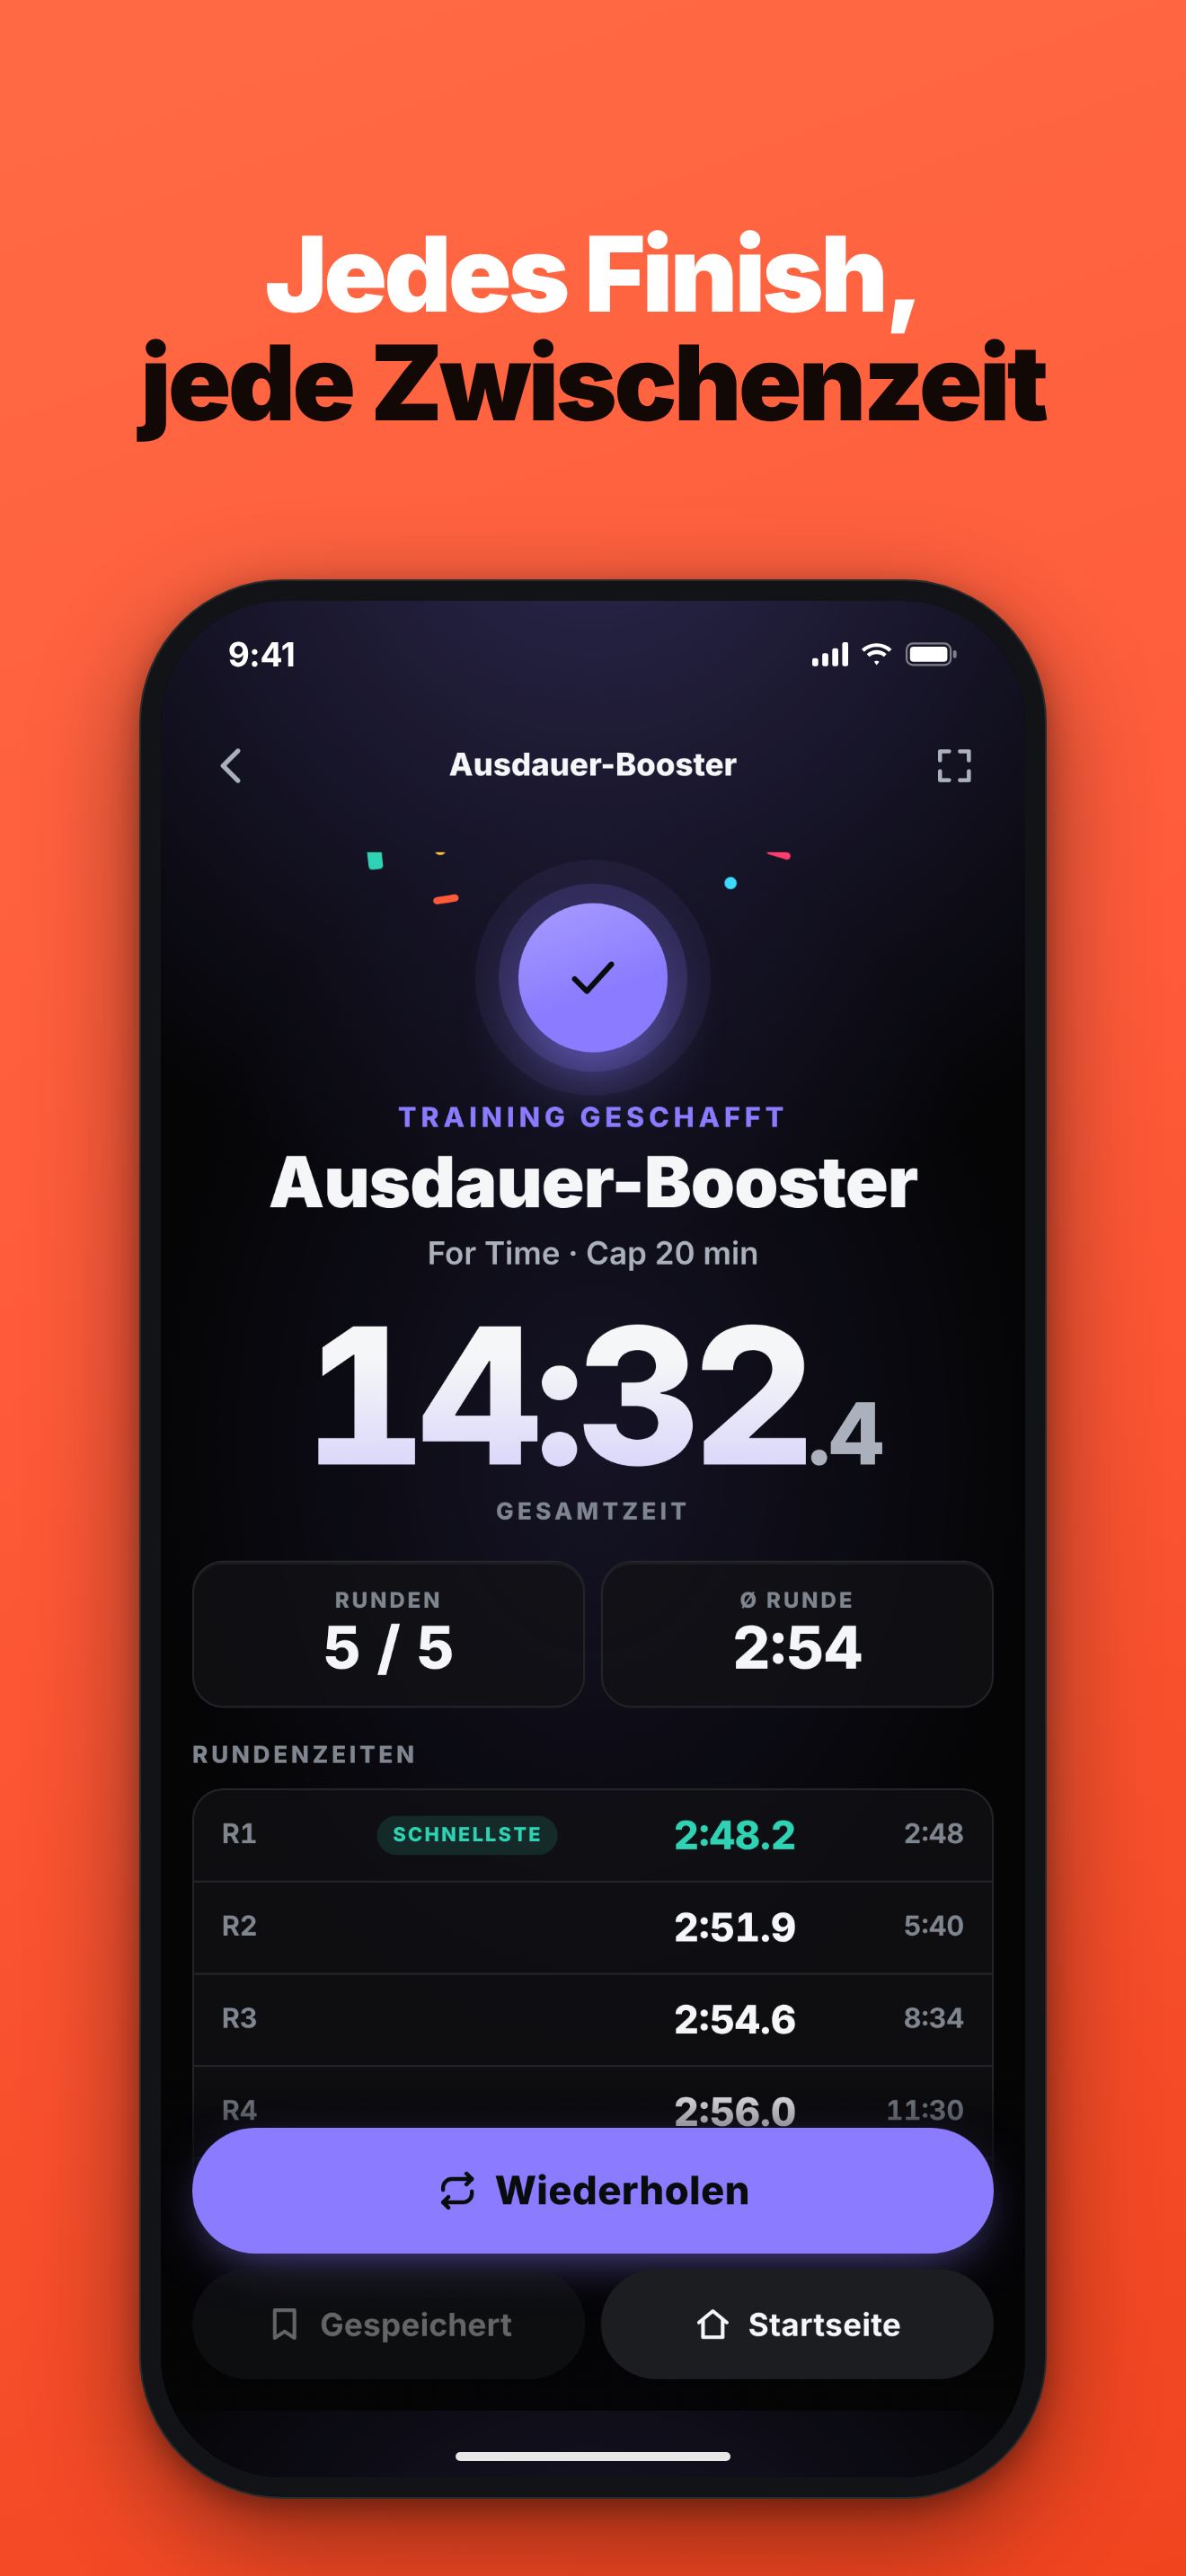 Jedes Finish,
jede Zwischenzeit
9:41
Ausdauer-Booster
TRAINING GESCHAFFT
Ausdauer-Booster
For Time · Cap 20 min
14:32.4
GESAMTZEIT
RUNDEN
5 / 5
Ø RUNDE
2:54
RUNDENZEITEN
R1 SCHNELLSTE 2:48.2 2:48
R2 2:51.9 5:40
R3 2:54.6 8:34
R4 2:56.0 11:30
Wiederholen
Gespeichert
Startseite